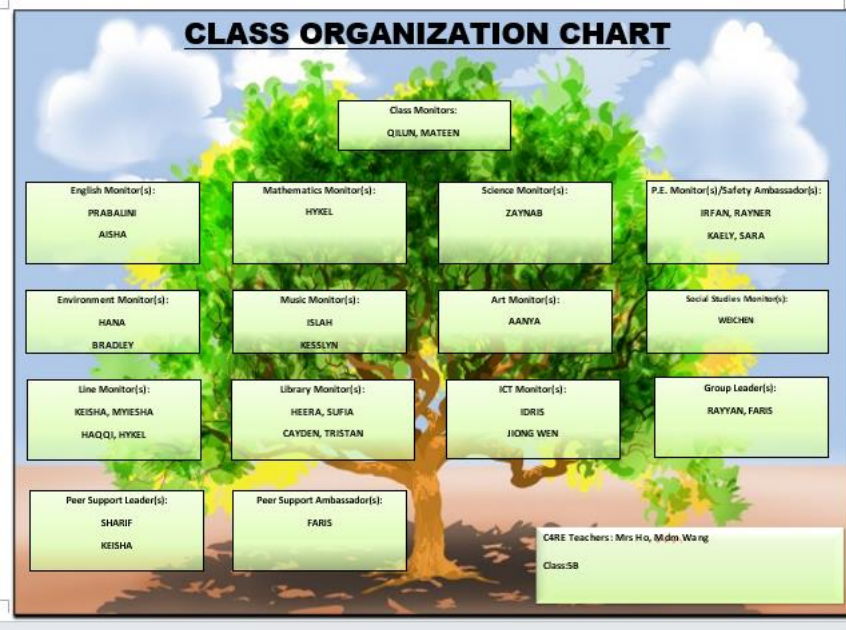 CLASS ORGANIZATION CHART
Class Monitors:
QILUN, MATEEN
English Monitor(s):
PRABALINI
AISHA
Mathematics Monitor(s):
HYKEL
Science Monitor(s):
ZAYNAB
P.E. Monitor(s)/Safety Ambassador(s):
IRFAN, RAYNER
KAELY, SARA
Environment Monitor(s):
HANA
BRADLEY
Music Monitor(s):
ISLAH
KESSLYN
Art Monitor(s):
AANYA
Social Studies Monitor(s):
WEICHEN
Line Monitor(s):
KEISHA, MYIESHA
HAQQI, HYKEL
Library Monitor(s):
HEERA, SUFIA
CAYDEN, TRISTAN
ICT Monitor(s):
IDRIS
JIONG WEN
Group Leader(s):
RAYYAN, FARIS
Peer Support Leader(s):
SHARIF
KEISHA
Peer Support Ambassador(s):
FARIS
C4RE Teachers: Mrs Ho, Mdm Wang
Class:5B